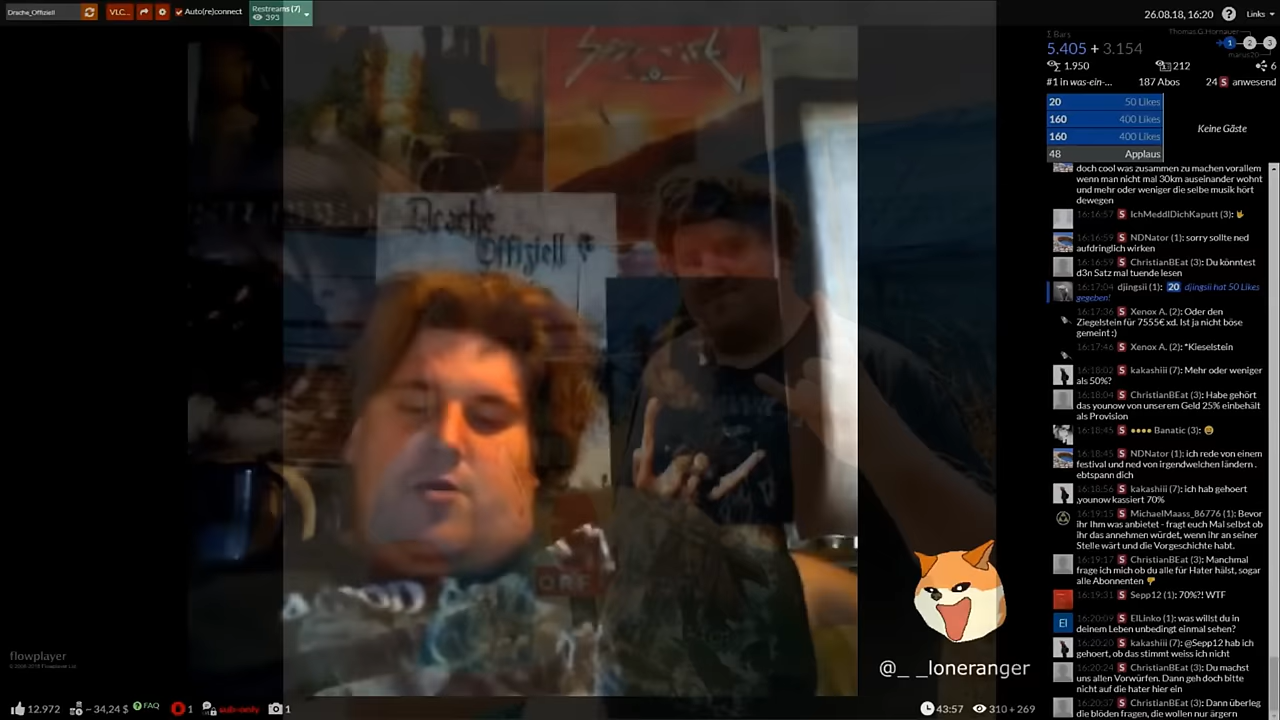 Drache_Offiziell
VLC...
Auto(re)connect
Restreams (7)
393
26.08.18, 16:20
Links
1 Bars
Thomas G Hornauer
5.405 + 3.154
1 2 3
marius20
1.950
212
6
#1 in was-ein-...
187 Abos
24 S anwesend
20 50 Likes
160 400 Likes
160 400 Likes
48 Applaus
Keine Gäste
Drache
Offiziell
doch cool was zusammen zu machen vorallem
wenn man nicht mal 30km auseinander wohnt
und mehr oder weniger die selbe musik hört
dewegen
16:16:57 S IchMeddlDichKaputt (3):
16:16:59 S NDNator (1): sorry sollte ned
aufdringlich wirken
16:16:59 S ChristianBEat (3): Du könntest
d3n Satz mal tuende lesen
16:17:04 djingsii (1): 20 djingsii hat 50 Likes
gegeben!
16:17:36 S Xenox A. (2): Oder den
Ziegelstein für 7555€ xd. Ist ja nicht böse
gemeint :)
16:17:46 S Xenox A. (2): *Kieselstein
16:18:02 S kakashiii (7): Mehr oder weniger
als 50%?
16:18:04 S ChristianBEat (3): Habe gehört
das younow von unserem Geld 25% einbehält
als Provision
16:18:45 S Banatic (3):
16:18:45 S NDNator (1): ich rede von einem
festival und ned von irgendwelchen ländern .
ebtspann dich
16:18:56 S kakashiii (7): ich hab gehoert
,younow kassiert 70%
16:19:15 S MichaelMaass_86776 (1): Bevor
ihr Ihm was anbietet - fragt euch Mal selbst ob
ihr das annehmen würdet, wenn ihr an seiner
Stelle wärt und die Vorgeschichte habt.
16:19:17 S ChristianBEat (3): Manchmal
frage ich mich ob du alle für Hater hälst, sogar
alle Abonnenten
16:19:31 S Sepp12 (1): 70%?! WTF
El 16:20:09 S ElLinko (1): was willst du in
deinem Leben unbedingt einmal sehen?
16:20:20 S kakashiii (7): @Sepp12 hab ich
gehoert, ob das stimmt weiss ich nicht
16:20:24 S ChristianBEat (3): Du machst
uns allen Vorwürfen. Dann geh doch bitte
nicht auf die hater hier ein
16:20:37 S ChristianBEat (3): Dann überleg
die blöden fragen, die wollen nur ärgern
flowplayer
@_ _loneranger
12.972
~ 34,24 $
FAQ
1
sub-only
1
43:57
310 + 269